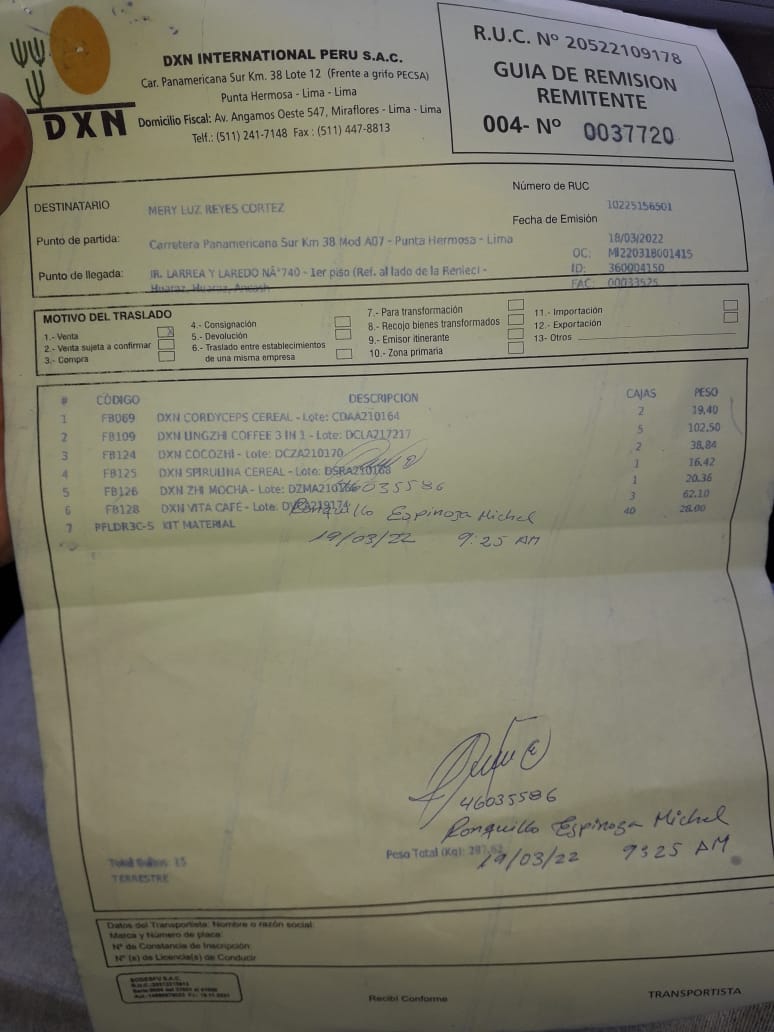 DXN
DXN INTERNATIONAL PERU S.A.C.
Car. Panamericana Sur Km. 38 Lote 12 (Frente a grifo PECSA)
Punta Hermosa - Lima - Lima
Domicilio Fiscal: Av. Angamos Oeste 547, Miraflores - Lima - Lima
Telf.: (511) 241-7148 Fax : (511) 447-8813
R.U.C. Nº 20522109178
GUIA DE REMISION
REMITENTE
004- Nº 0037720
DESTINATARIO MERY LUZ REYES CORTEZ
Número de RUC 10225156501
Punto de partida: Carretera Panamericana Sur Km 38 Mod A07 - Punta Hermosa - Lima
Fecha de Emisión 18/03/2022
OC: MI220318001415
Punto de llegada: JR. LARREA Y LAREDO NÂ°740 - 1er piso (Ref. al lado de la Reniec) -
Huaraz, Huaraz, Ancash
ID: 360004150
FAC: 00033525
MOTIVO DEL TRASLADO
1.- Venta X
2.- Venta sujeta a confirmar
3.- Compra
4.- Consignación
5.- Devolución
6.- Traslado entre establecimientos
de una misma empresa
7.- Para transformación
8.- Recojo bienes transformados
9.- Emisor itinerante
10.- Zona primaria
11.- Importación
12.- Exportación
13- Otros
# CÓDIGO DESCRIPCION CAJAS PESO
1 FB069 DXN CORDYCEPS CEREAL - Lote: CDAA210164 2 19,40
2 FB109 DXN LINGZHI COFFEE 3 IN 1 - Lote: DCLA217217 5 102,50
3 FB124 DXN COCOZHI - Lote: DCZA210170 2 38,84
4 FB125 DXN SPIRULINA CEREAL - Lote: DSRA210168 1 16.42
5 FB126 DXN ZHI MOCHA - Lote: 1 20.36
6 FB128 DXN VITA CAFE - Lote: 3 62.10
7 PFLDR3C-S KIT MATERIAL 40 28.00
46035586
Ronquillo Espinoza Michel
19/03/22 9:25 AM
46035586
Ronquillo Espinoza Michel
19/03/22 9:25 AM
Total Bultos: 15
Peso Total (Kg):
TERRESTRE
Datos del Transportista: Nombre o razón social:
Marca y Número de placa:
Nº de Constancia de Inscripción:
Nº (s) de Licencia(s) de Conducir
Recibi Conforme
TRANSPORTISTA